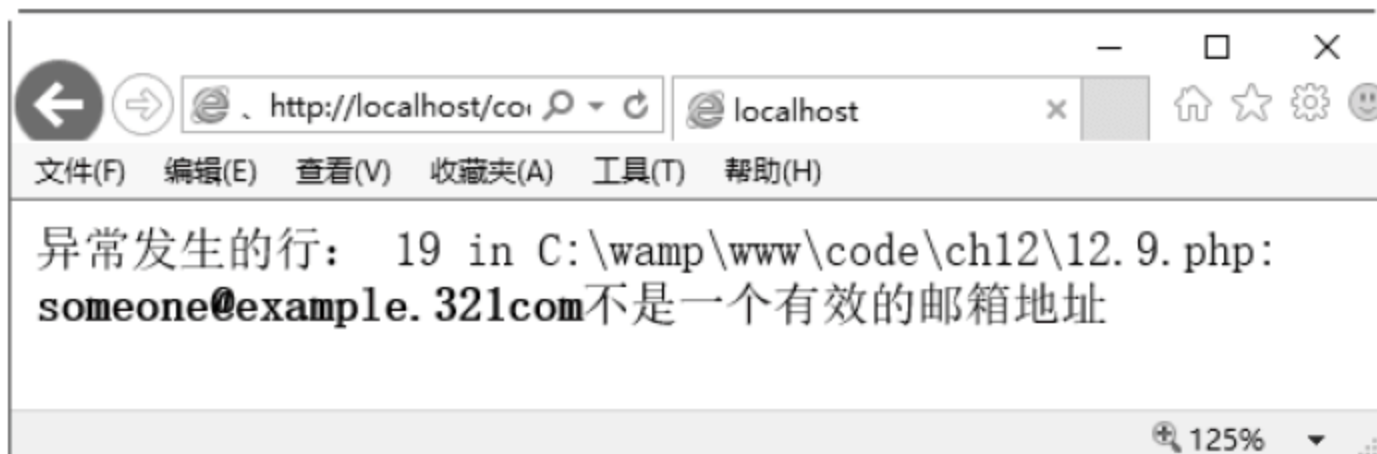 、http://localhost/co
localhost
文件(F) 编辑(E) 查看(V) 收藏夹(A) 工具(T) 帮助(H)
异常发生的行： 19 in C:\wamp\www\code\ch12\12.9.php:
someone@example.321com不是一个有效的邮箱地址
125%